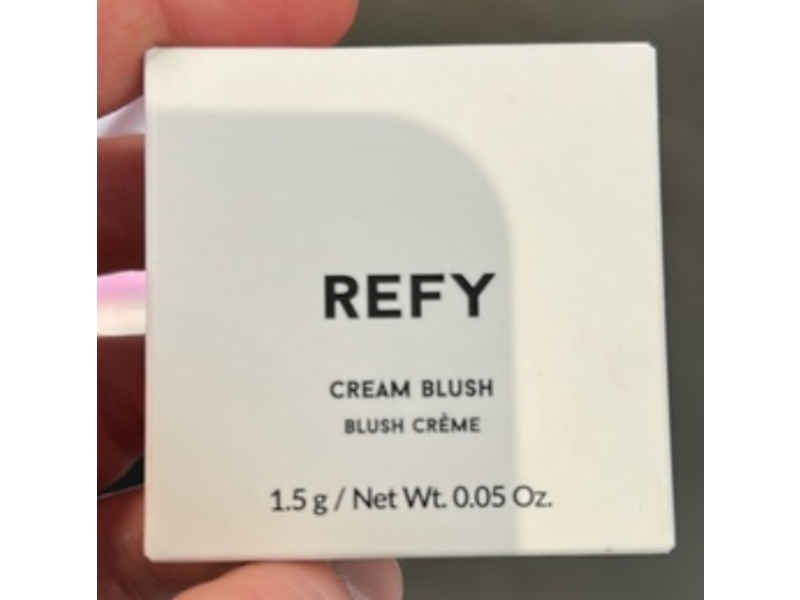 REFY
CREAM BLUSH
BLUSH CRÈME
1.5 g / Net Wt. 0.05 Oz.